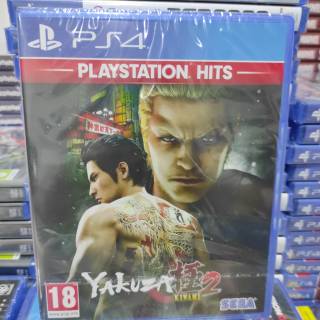 PS4
PLAYSTATION HITS
YAKUZA 極2
KIWAMI
18
SEGA